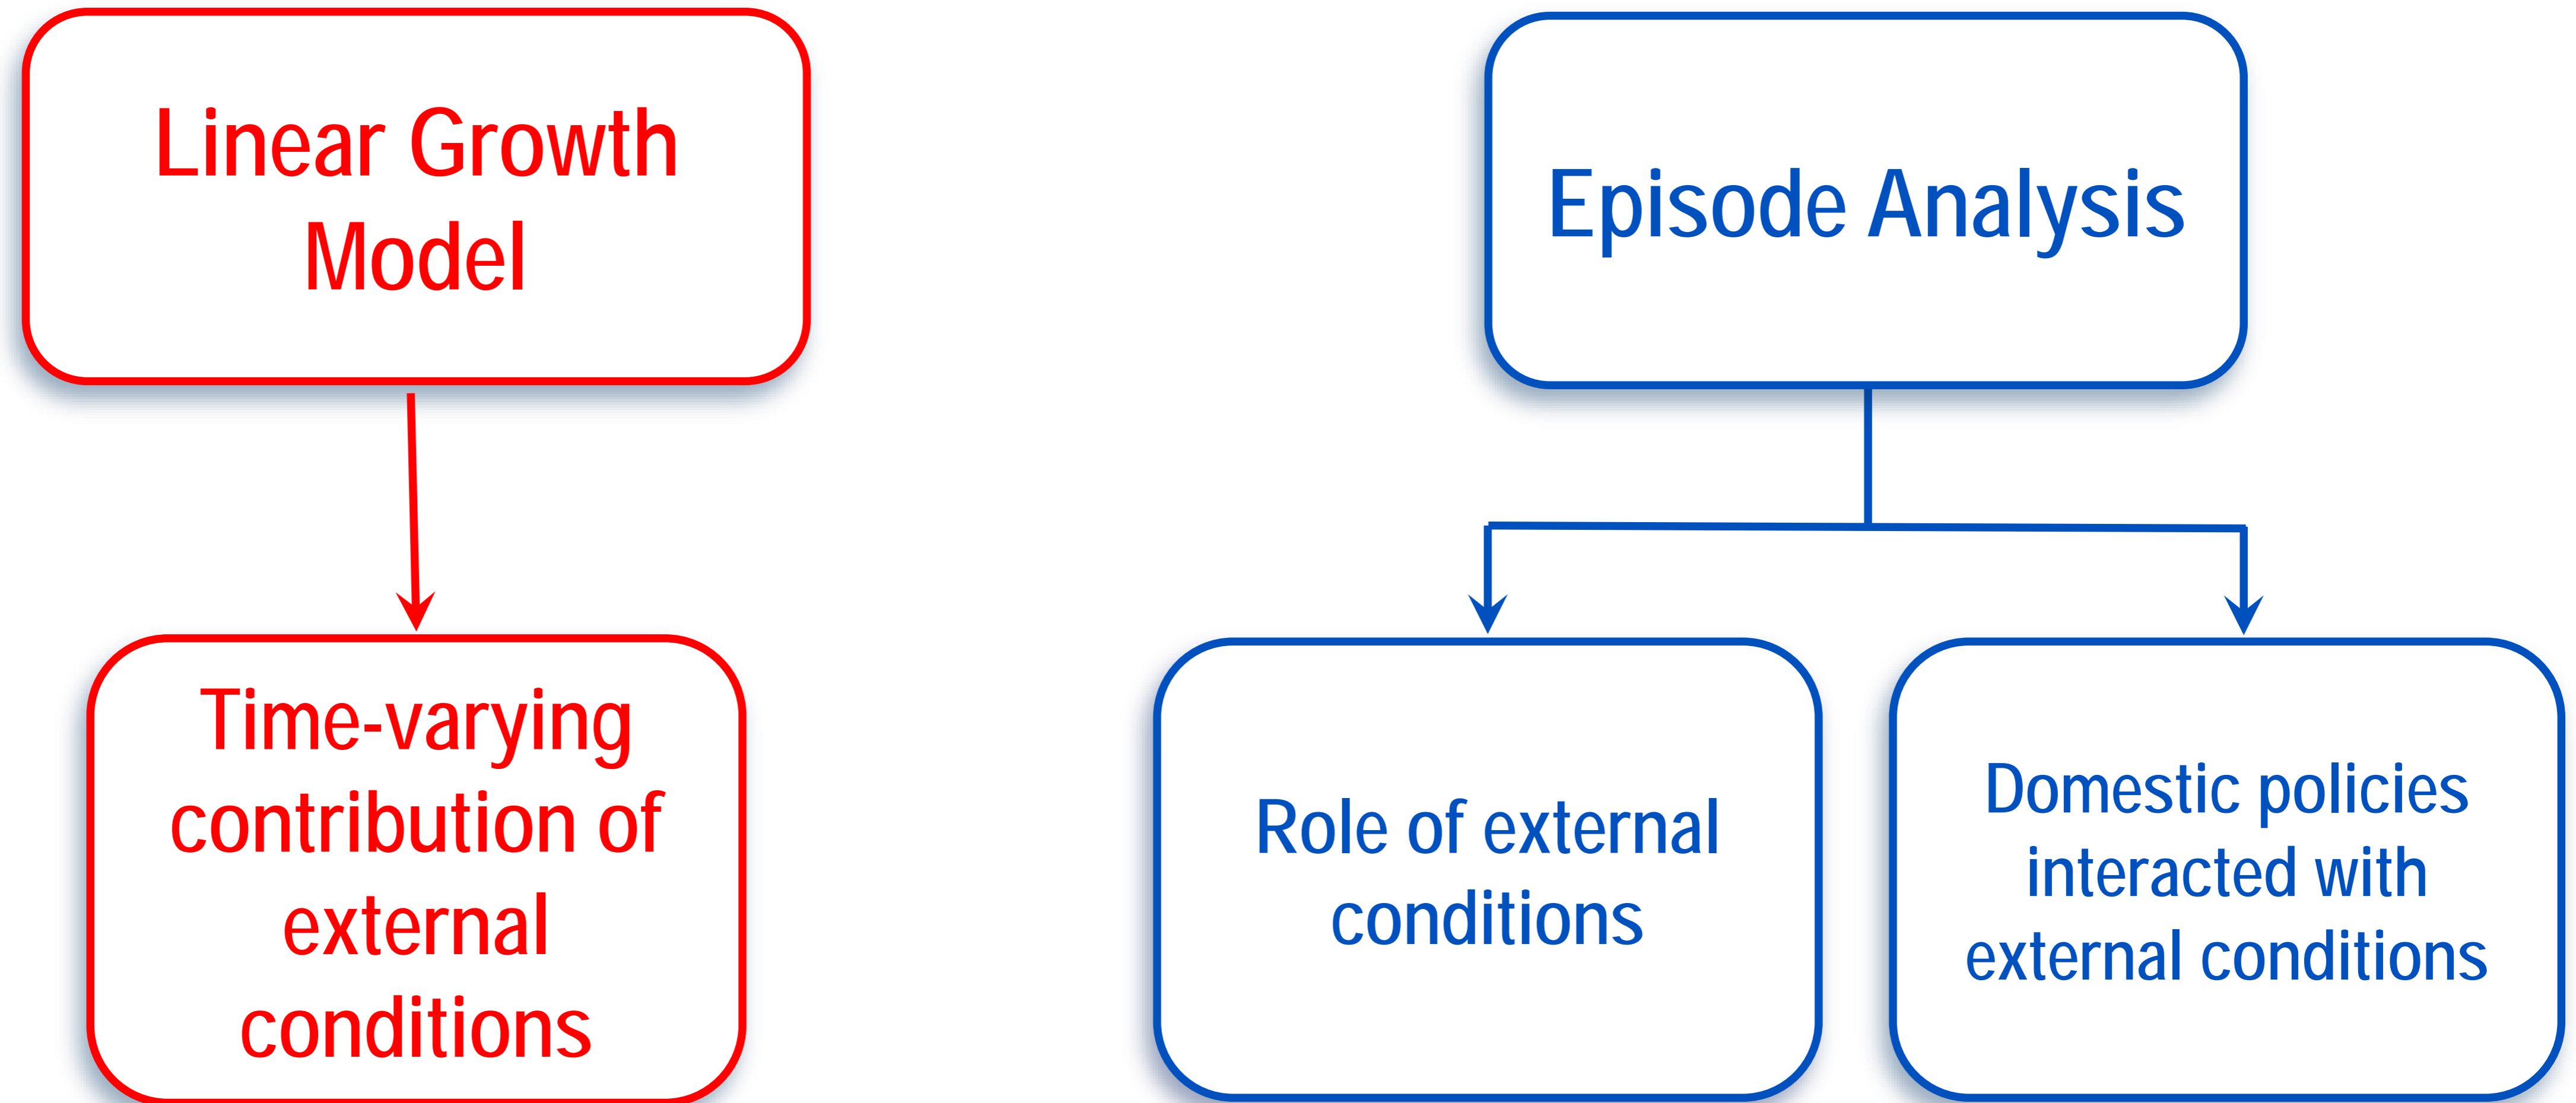 Linear Growth
Model
Episode Analysis
Time-varying
contribution of
external
conditions
Role of external
conditions
Domestic policies
interacted with
external conditions